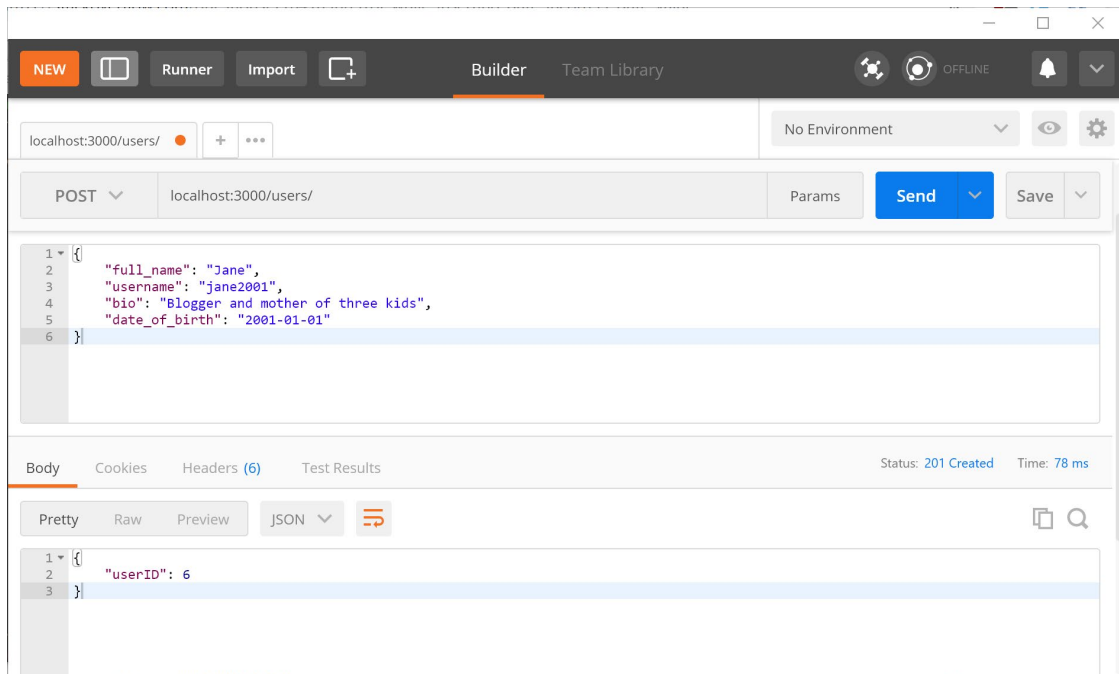 NEW Runner Import Builder Team Library OFFLINE
localhost:3000/users/ + ••• No Environment
POST localhost:3000/users/ Params Send Save
1 {
2 "full_name": "Jane",
3 "username": "jane2001",
4 "bio": "Blogger and mother of three kids",
5 "date_of_birth": "2001-01-01"
6 }
Body Cookies Headers (6) Test Results Status: 201 Created Time: 78 ms
Pretty Raw Preview JSON
1 {
2 "userID": 6
3 }